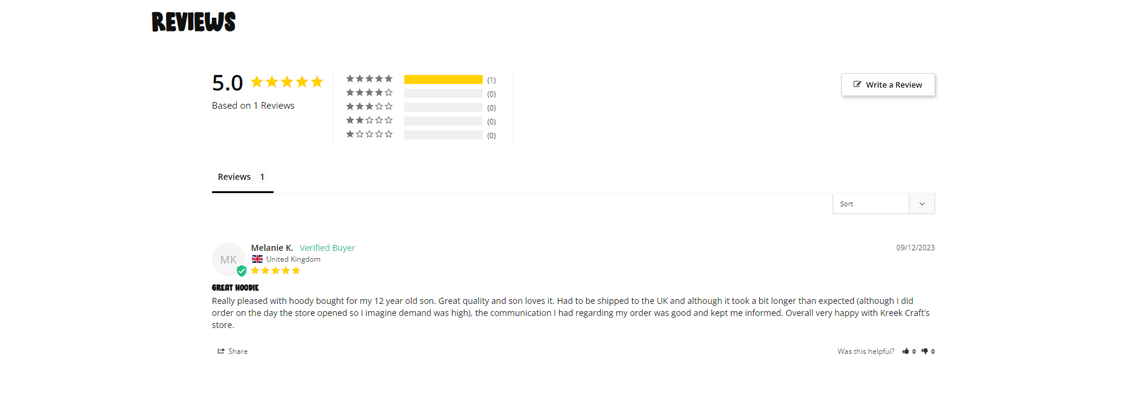 REVIEWS
5.0
Based on 1 Reviews
(1)
(0)
(0)
(0)
(0)
Write a Review
Reviews 1
Sort
MK
Melanie K. Verified Buyer
09/12/2023
United Kingdom
GREAT HOODIE
Really pleased with hoody bought for my 12 year old son. Great quality and son loves it. Had to be shipped to the UK and although it took a bit longer than expected (although I did
order on the day the store opened so I imagine demand was high), the communication I had regarding my order was good and kept me informed. Overall very happy with Kreek Craft's
store.
Share
Was this helpful? 0 0